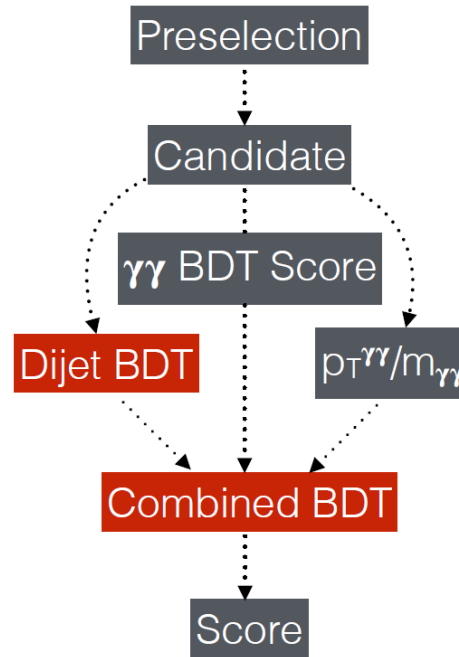 Preselection
Candidate
γγ BDT Score
Dijet BDT
pTγγ/mγγ
Combined BDT
Score